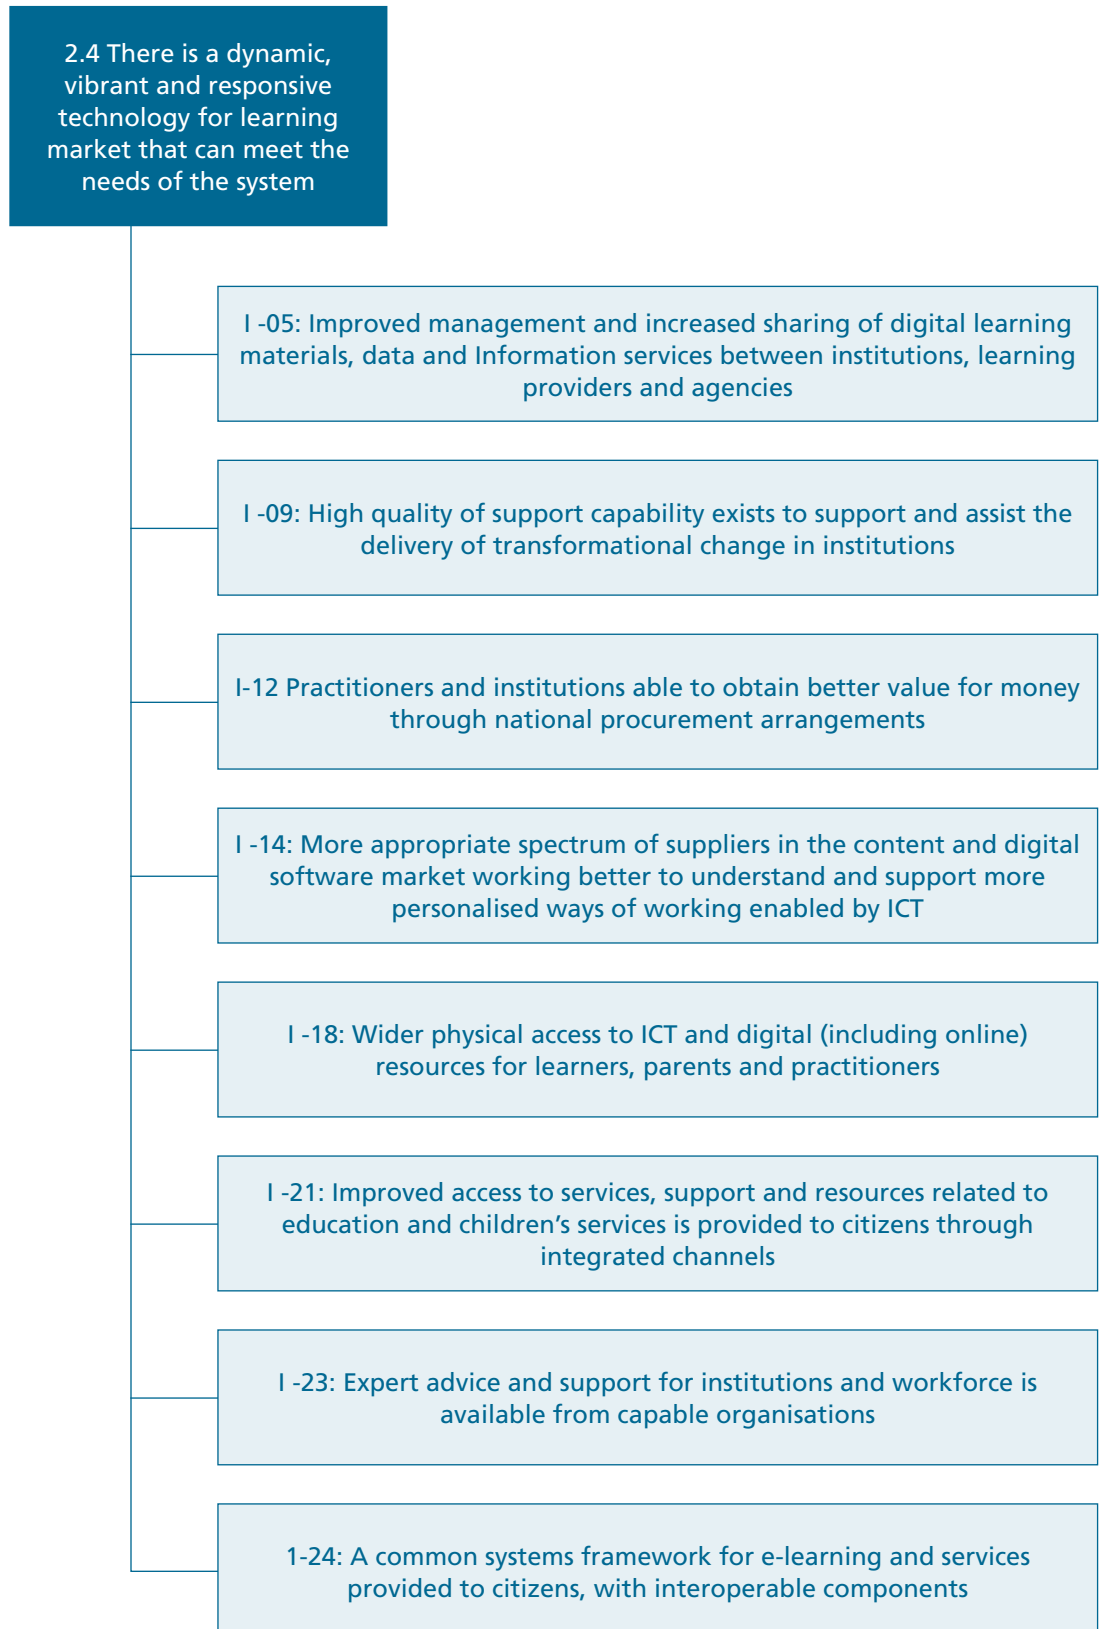 2.4 There is a dynamic,
vibrant and responsive
technology for learning
market that can meet the
needs of the system
I -05: Improved management and increased sharing of digital learning
materials, data and Information services between institutions, learning
providers and agencies
I -09: High quality of support capability exists to support and assist the
delivery of transformational change in institutions
I-12 Practitioners and institutions able to obtain better value for money
through national procurement arrangements
I -14: More appropriate spectrum of suppliers in the content and digital
software market working better to understand and support more
personalised ways of working enabled by ICT
I -18: Wider physical access to ICT and digital (including online)
resources for learners, parents and practitioners
I -21: Improved access to services, support and resources related to
education and children’s services is provided to citizens through
integrated channels
I -23: Expert advice and support for institutions and workforce is
available from capable organisations
1-24: A common systems framework for e-learning and services
provided to citizens, with interoperable components